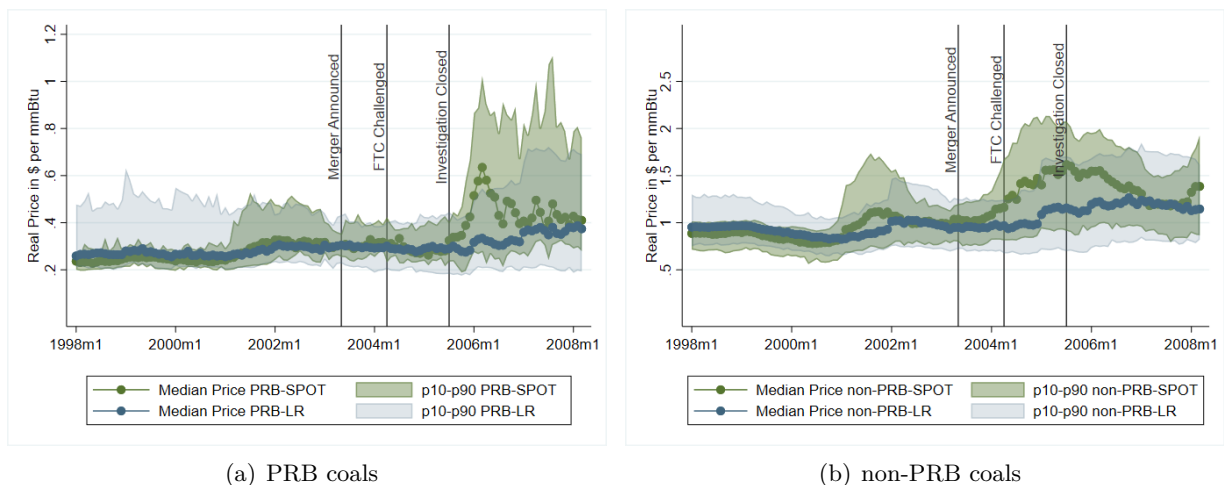 Real Price in $ per mmBtu
1.2
1
.8
.6
.4
.2
Merger Announced
FTC Challenged
Investigation Closed
1998m1 2000m1 2002m1 2004m1 2006m1 2008m1
Median Price PRB-SPOT p10-p90 PRB-SPOT
Median Price PRB-LR p10-p90 PRB-LR
(a) PRB coals
Real Price in $ per mmBtu
2.5
2
1.5
1
.5
Merger Announced
FTC Challenged
Investigation Closed
1998m1 2000m1 2002m1 2004m1 2006m1 2008m1
Median Price non-PRB-SPOT p10-p90 non-PRB-SPOT
Median Price non-PRB-LR p10-p90 non-PRB-LR
(b) non-PRB coals